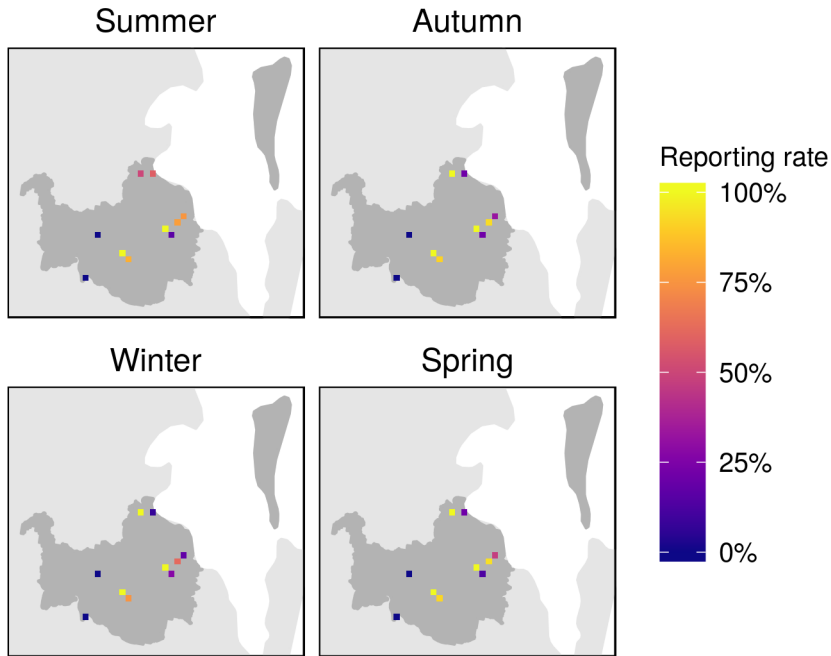 Summer
Autumn
Winter
Spring
Reporting rate
100%
75%
50%
25%
0%